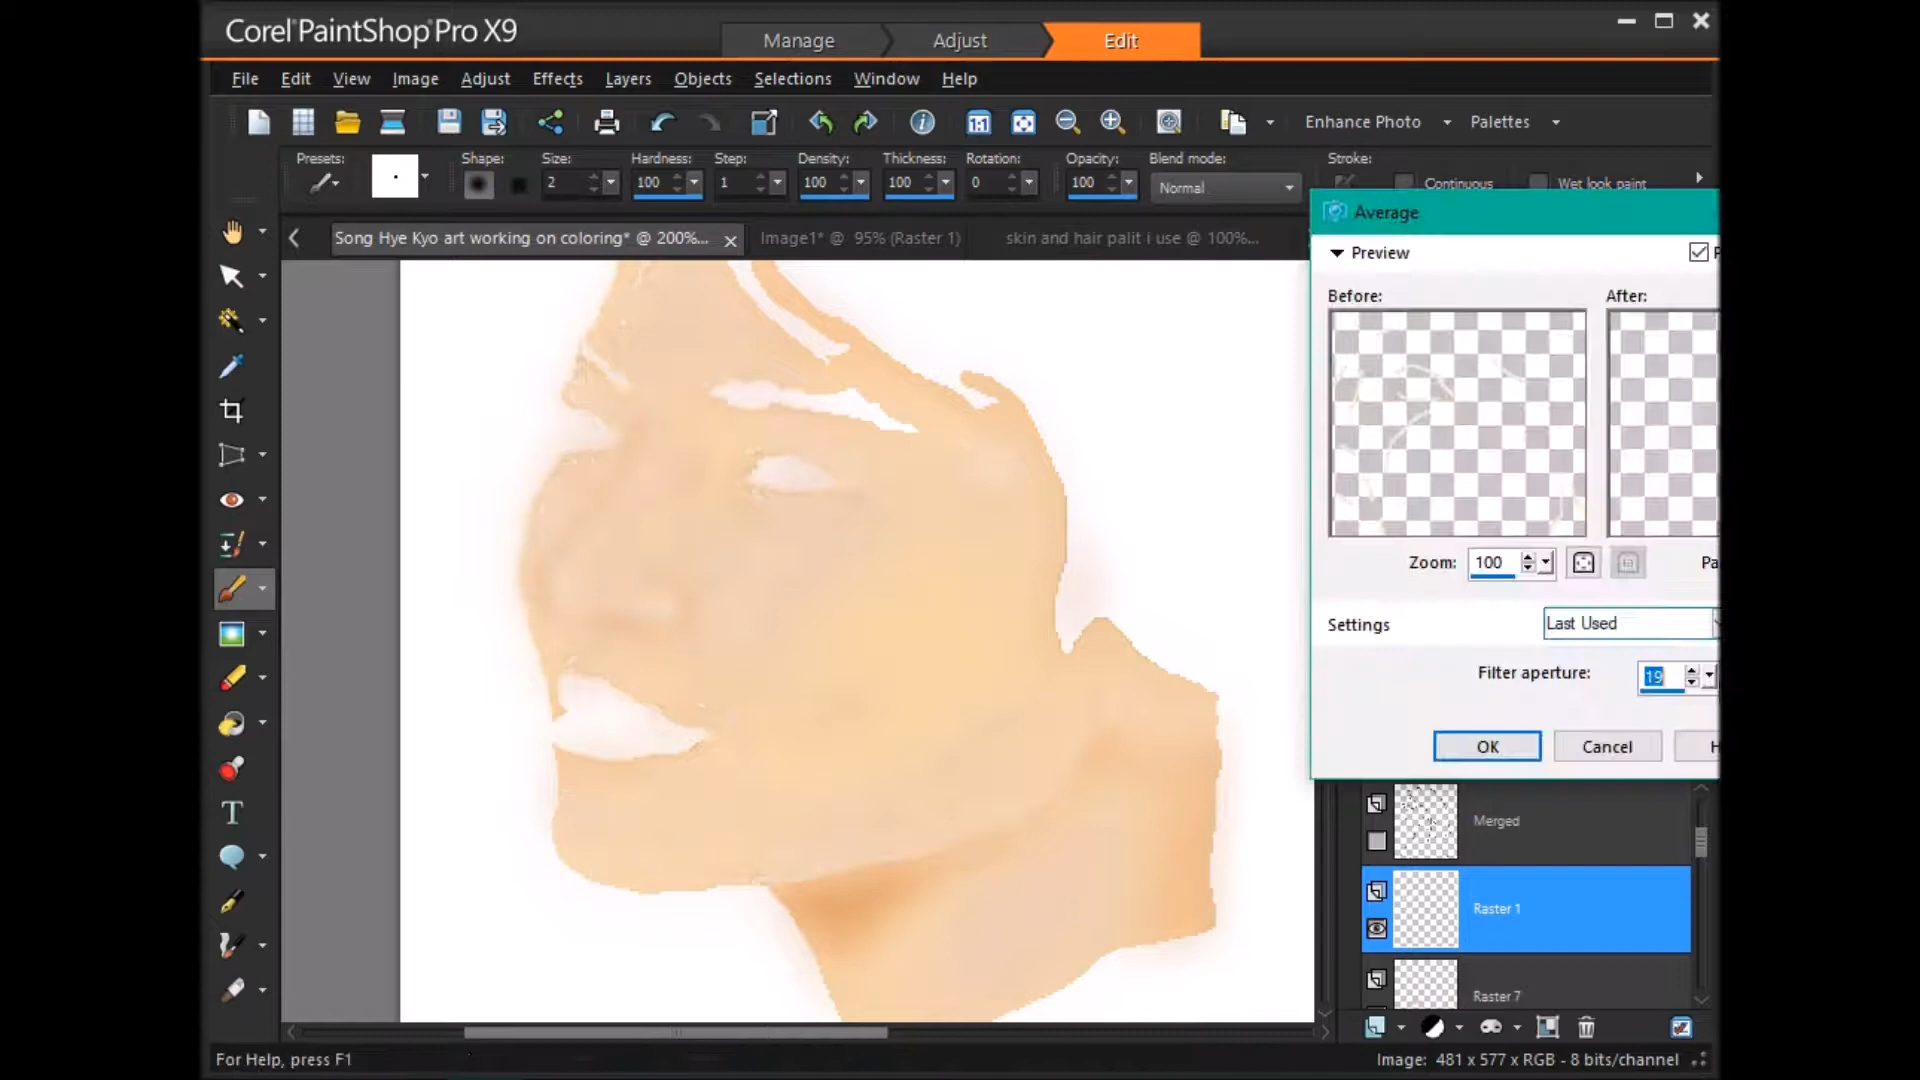 Corel PaintShop Pro X9
Manage Adjust Edit
File Edit View Image Adjust Effects Layers Objects Selections Window Help
1:1 Enhance Photo Palettes
Presets: Shape: Size: Hardness: Step: Density: Thickness: Rotation: Opacity: Blend mode: Stroke:
2 100 1 100 100 0 100 Normal Continuous Wet look paint
Song Hye Kyo art working on coloring* @ 200%... Image1* @ 95% (Raster 1) skin and hair palit i use @ 100%...
Average
Preview P
Before: After:
Zoom: 100 Pa
Settings Last Used
Filter aperture: 19
OK Cancel H
Merged
Raster 1
Raster 7
For Help, press F1 Image: 481 x 577 x RGB - 8 bits/channel